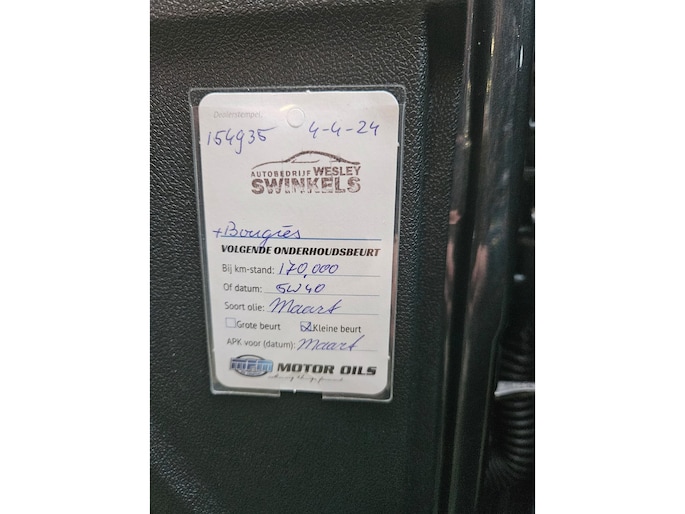 Dealerstempel:
154935 4-4-24
AUTOBEDRIJF WESLEY
SWINKELS
+Bougies
VOLGENDE ONDERHOUDSBEURT
Bij km-stand: 170.000
Of datum: 5W40
Soort olie: Maart
Grote beurt Kleine beurt
APK voor (datum): Maart
MOTOR OILS